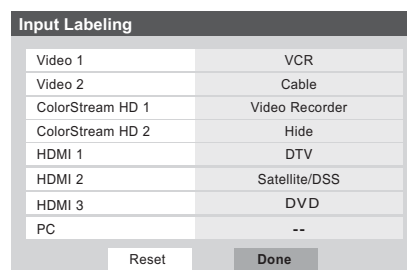 Input Labeling
Video 1 VCR
Video 2 Cable
ColorStream HD 1 Video Recorder
ColorStream HD 2 Hide
HDMI 1 DTV
HDMI 2 Satellite/DSS
HDMI 3 DVD
PC --
Reset Done